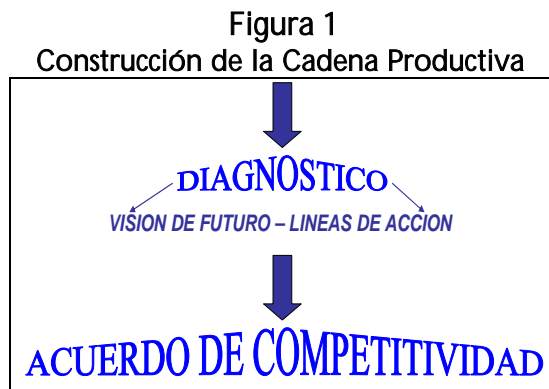 Figura 1
Construcción de la Cadena Productiva
DIAGNOSTICO
VISION DE FUTURO – LINEAS DE ACCION
ACUERDO DE COMPETITIVIDAD